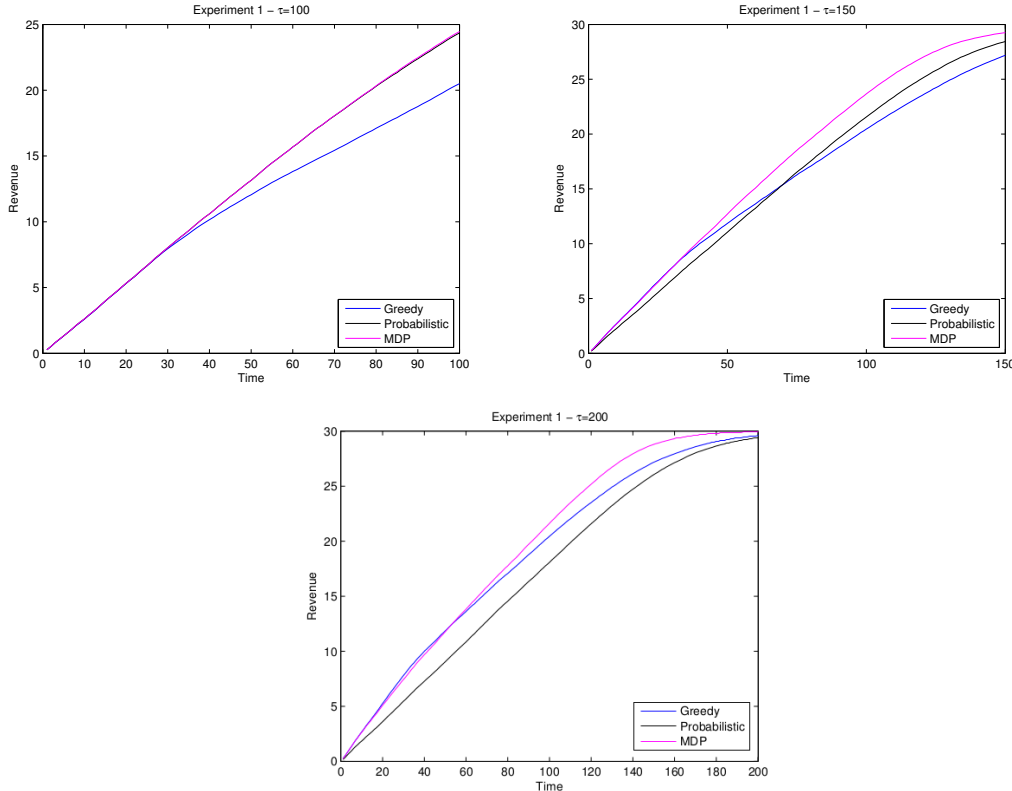 Experiment 1 − τ=100
25
20
15
10
5
0
Revenue
0 10 20 30 40 50 60 70 80 90 100
Time
Greedy
Probabilistic
MDP
Experiment 1 − τ=150
30
25
20
15
10
5
0
Revenue
0 50 100 150
Time
Greedy
Probabilistic
MDP
Experiment 1 − τ=200
30
25
20
15
10
5
0
Revenue
0 20 40 60 80 100 120 140 160 180 200
Time
Greedy
Probabilistic
MDP